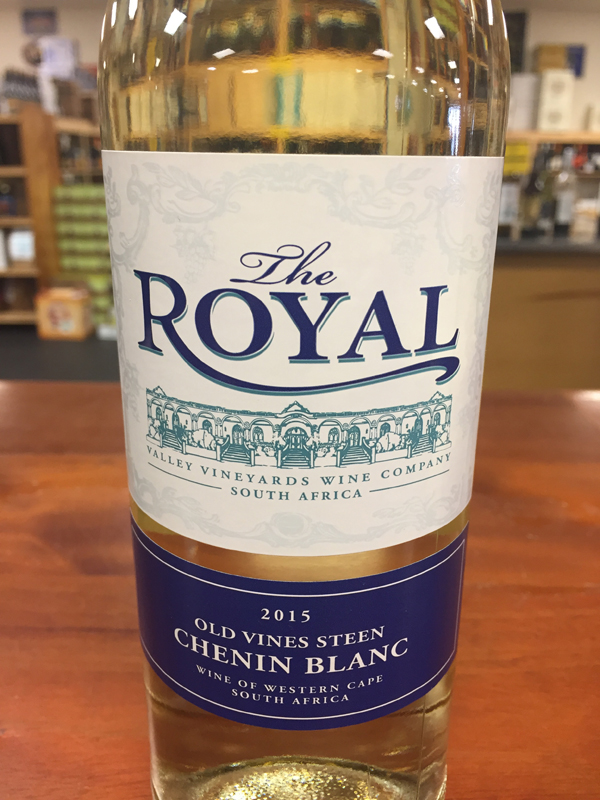 The
ROYAL
VALLEY VINEYARDS WINE COMPANY
SOUTH AFRICA
2015
OLD VINES STEEN
CHENIN BLANC
WINE OF WESTERN CAPE
SOUTH AFRICA